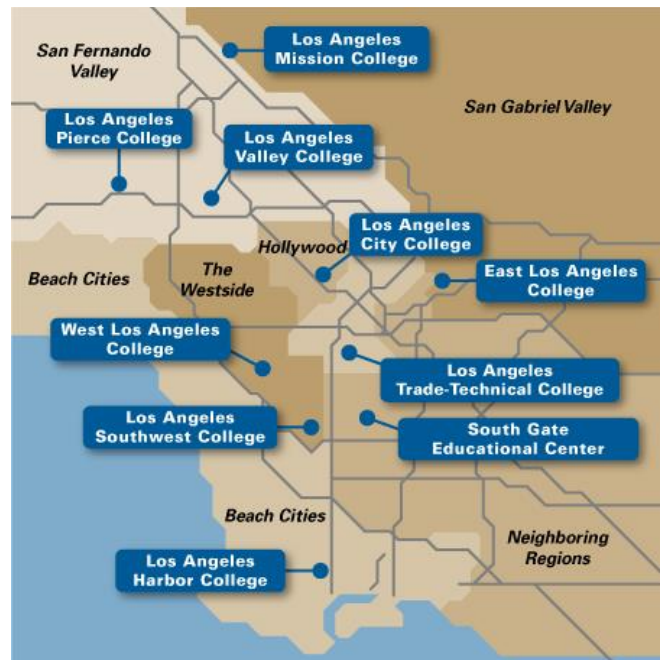 San Fernando
Valley
Los Angeles
Mission College
San Gabriel Valley
Los Angeles
Pierce College
Los Angeles
Valley College
Hollywood
Los Angeles
City College
Beach Cities
The
Westside
East Los Angeles
College
West Los Angeles
College
Los Angeles
Trade-Technical College
Los Angeles
Southwest College
South Gate
Educational Center
Beach Cities
Neighboring
Regions
Los Angeles
Harbor College